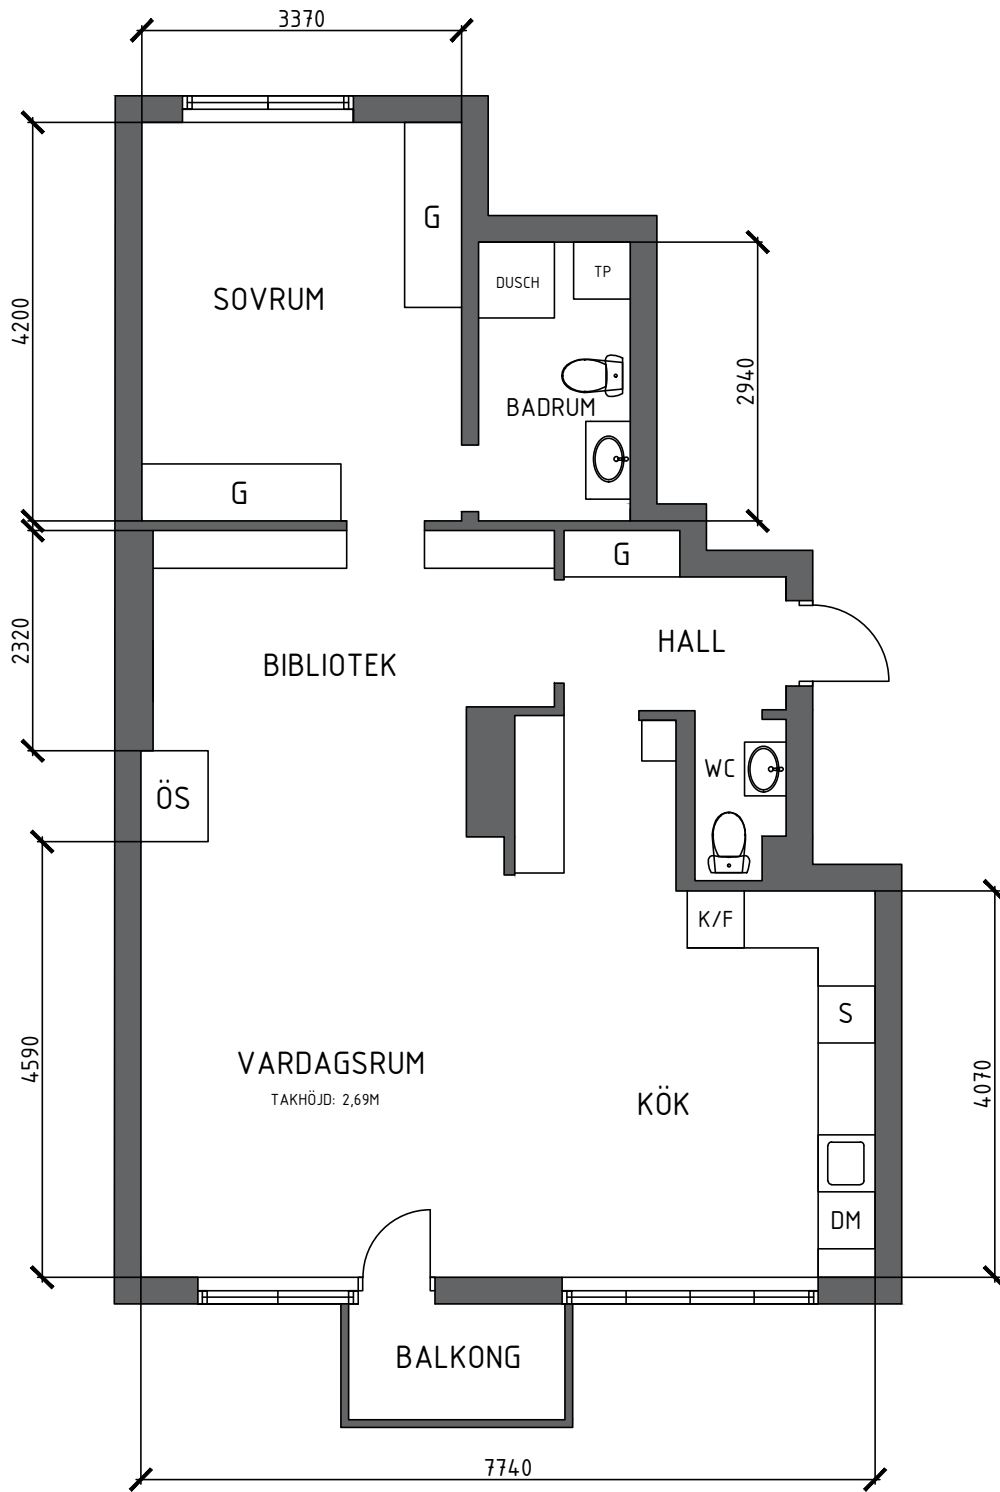 3370
G
DUSCH
TP
SOVRUM
4200
2940
BADRUM
G
G
2320
HALL
BIBLIOTEK
WC
ÖS
K/F
S
4590
VARDAGSRUM
TAKHÖJD: 2,69M
KÖK
4070
DM
BALKONG
7740